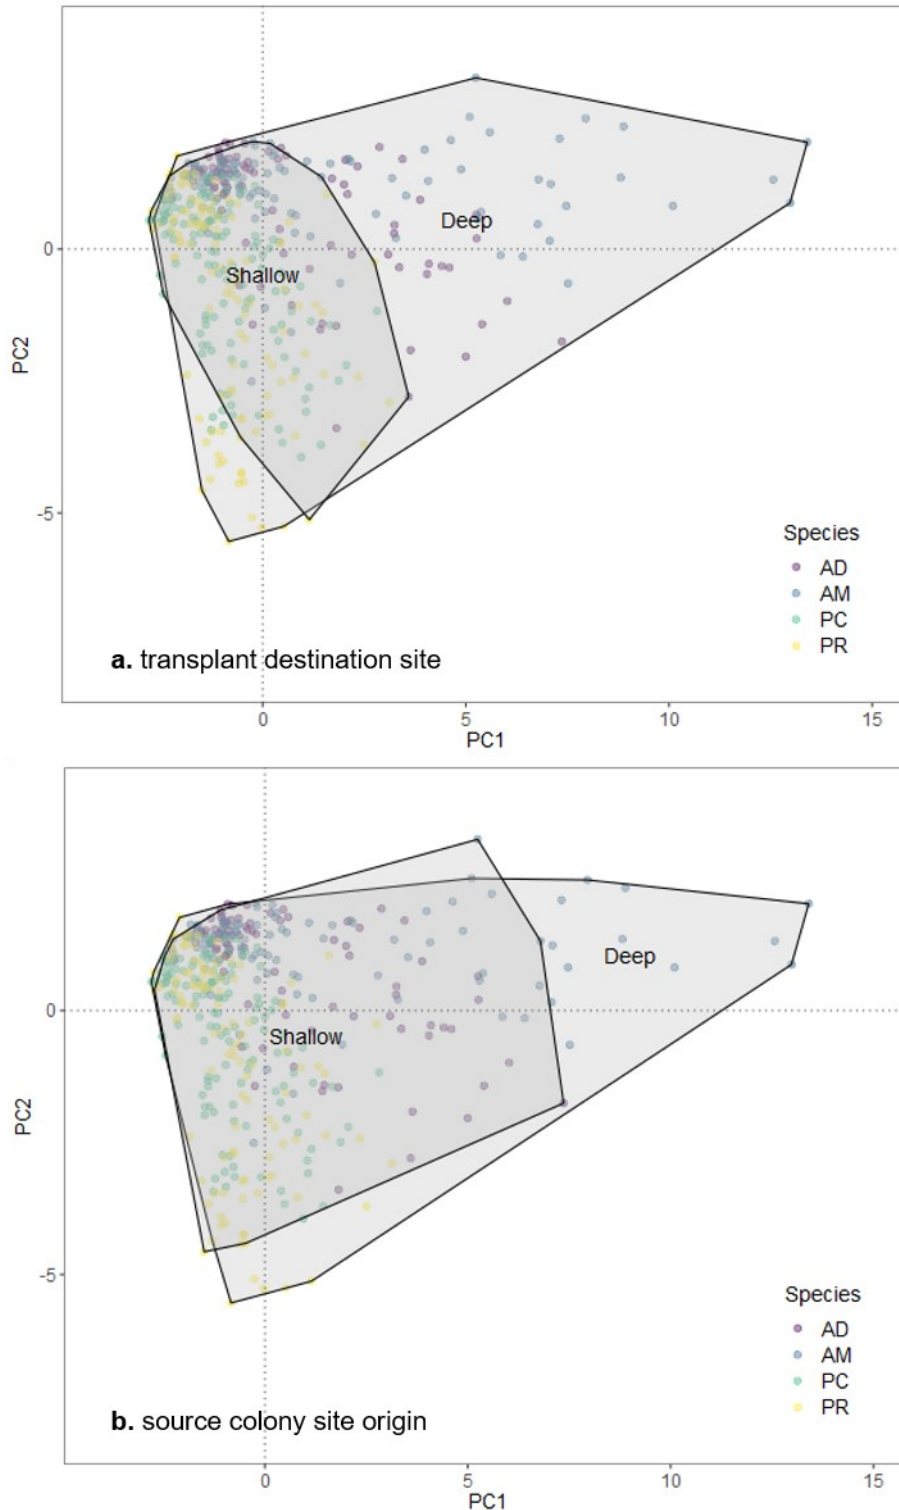 0
Deep
Shallow
PC2
-5
Species
AD
AM
PC
PR
a. transplant destination site
0
5
10
15
PC1
Deep
0
Shallow
PC2
-5
Species
AD
AM
PC
PR
b. source colony site origin
0
5
10
15
PC1